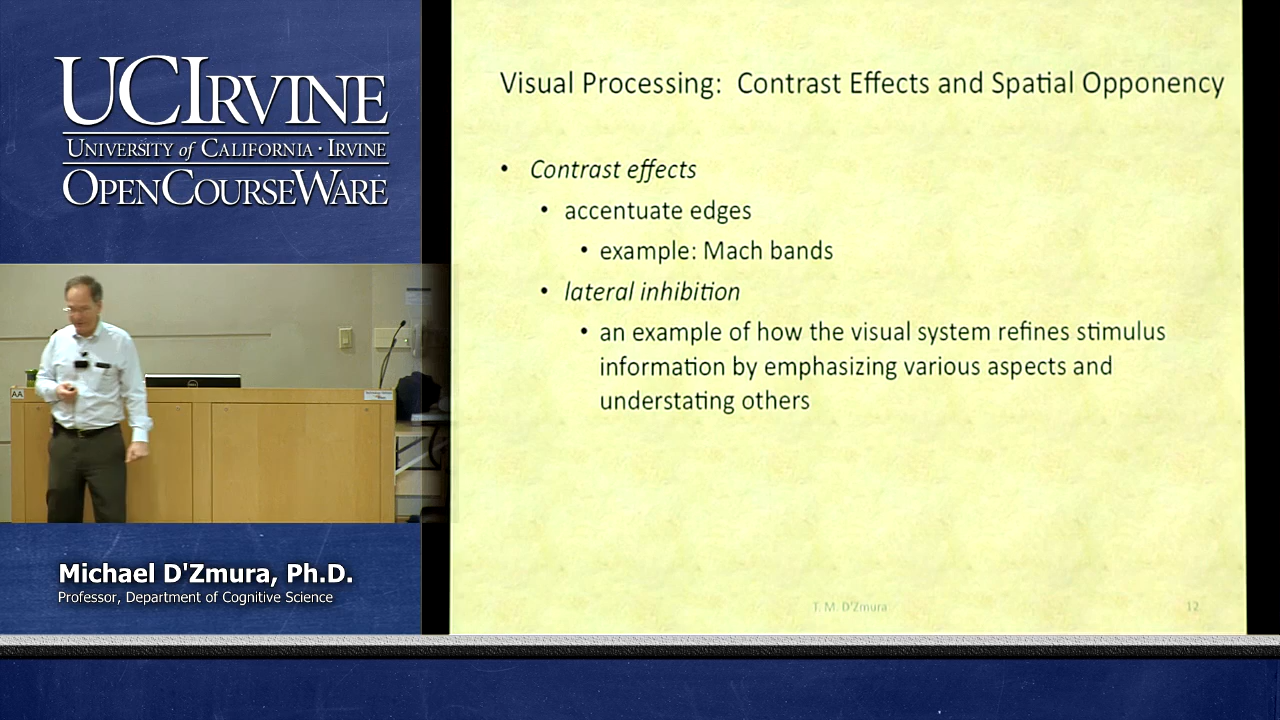 UCIRVINE
UNIVERSITY of CALIFORNIA · IRVINE
OPENCOURSEWARE
AA
DELL
Michael D'Zmura, Ph.D.
Professor, Department of Cognitive Science
Visual Processing: Contrast Effects and Spatial Opponency
• Contrast effects
• accentuate edges
• example: Mach bands
• lateral inhibition
• an example of how the visual system refines stimulus
information by emphasizing various aspects and
understating others
T. M. D'Zmura
12